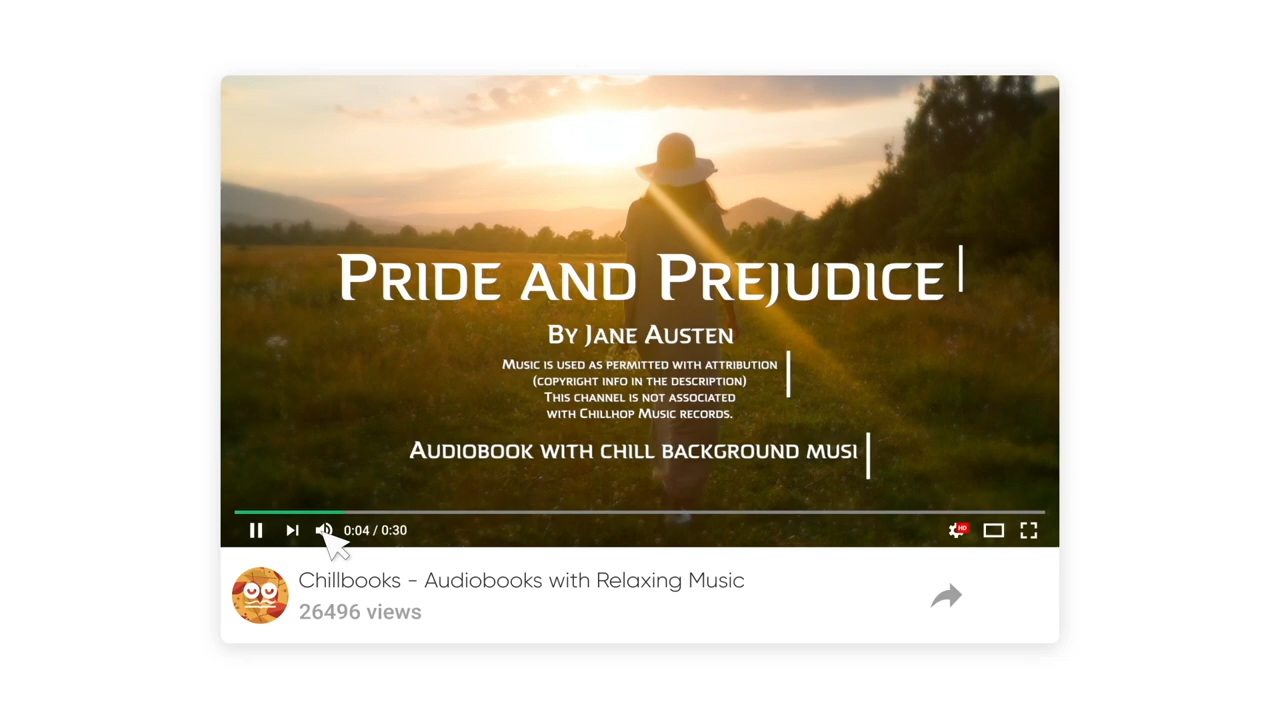 Pride and Prejudice
By Jane Austen
Music is used as permitted with attribution
(copyright info in the description)
This channel is not associated
with Chillhop Music records.
Audiobook with chill background musi
0:04 / 0:30
HD
Chillbooks - Audiobooks with Relaxing Music
26496 views